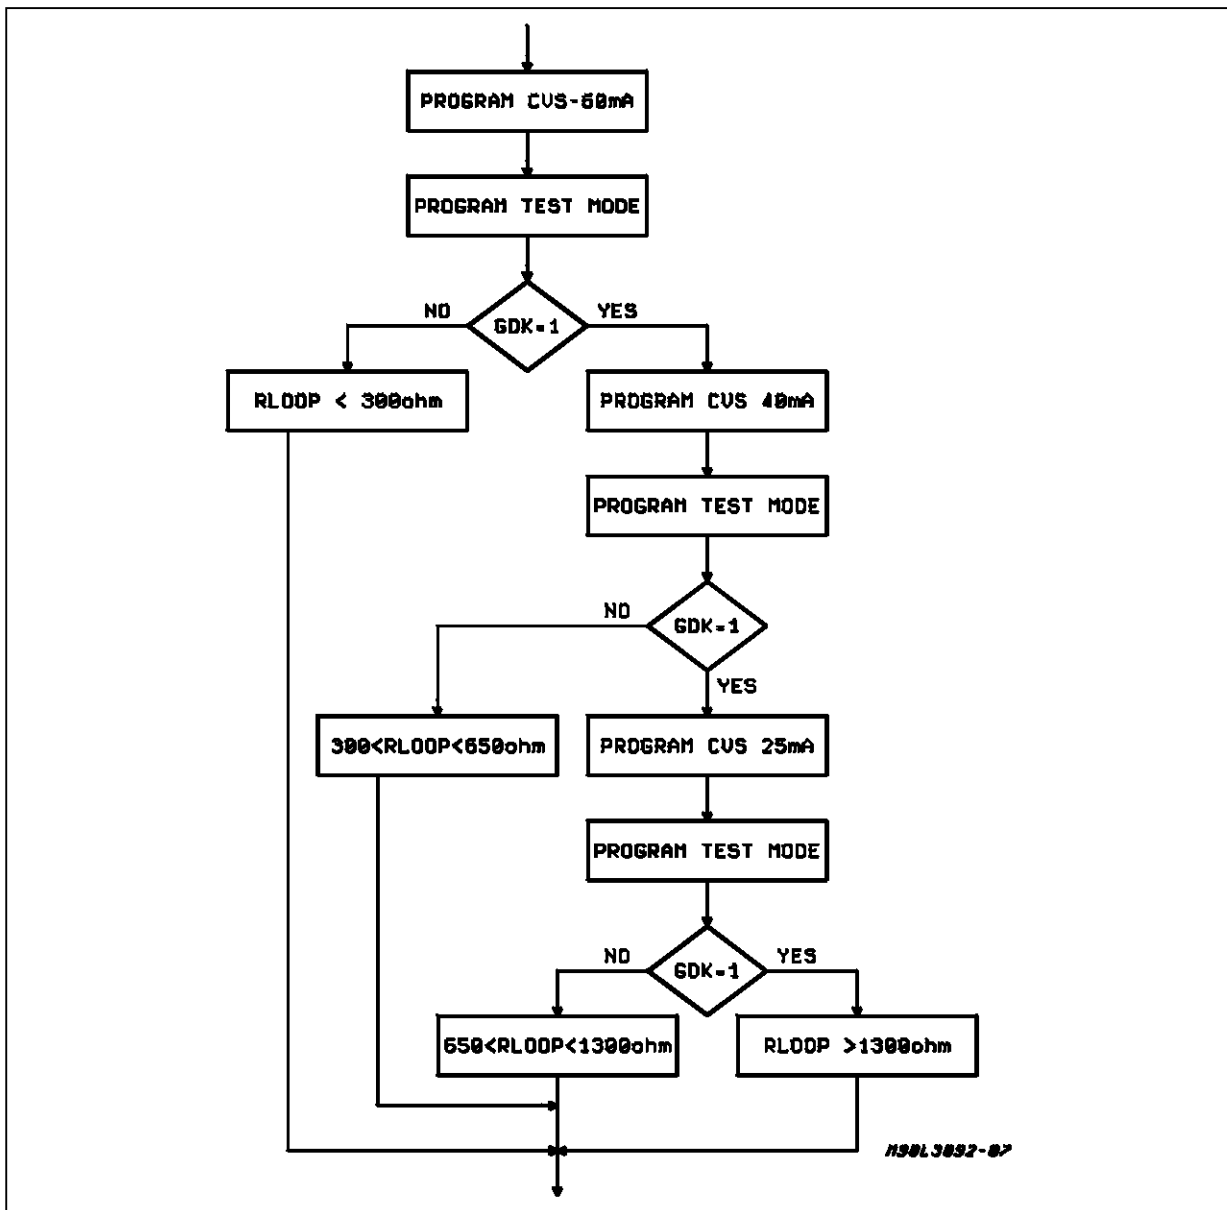 PROGRAM CVS-60mA
PROGRAM TEST MODE
NO
GDK=1
YES
RLOOP < 300ohm
PROGRAM CVS 40mA
PROGRAM TEST MODE
NO
GDK=1
YES
300<RLOOP<650ohm
PROGRAM CVS 25mA
PROGRAM TEST MODE
NO
GDK=1
YES
650<RLOOP<1300ohm
RLOOP >1300ohm
M90L3092-07